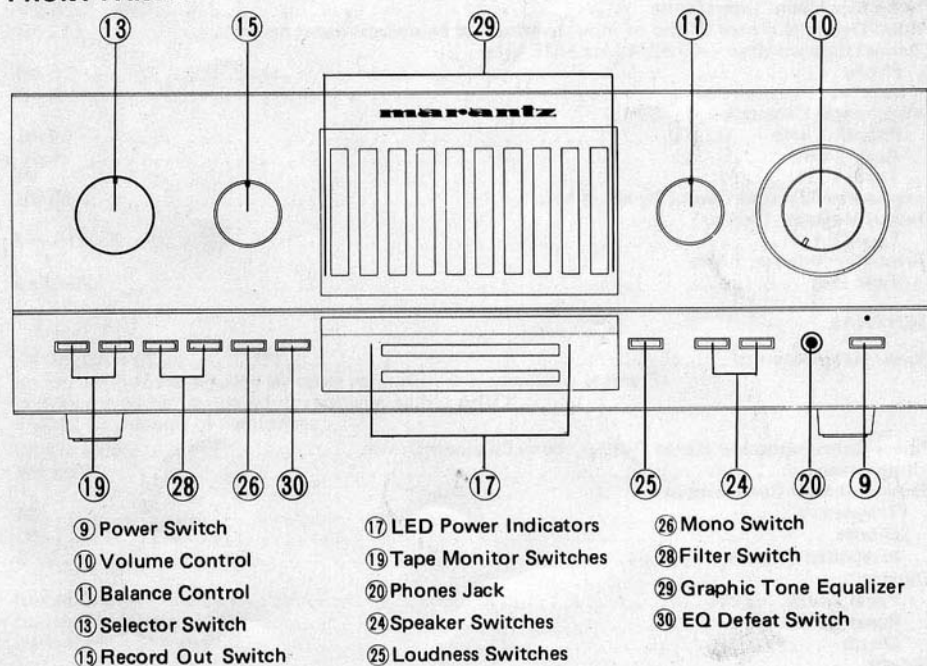 ⑬ ⑮ ㉙ ⑪ ⑩
marantz
⑲ ㉘ ㉖ ㉚ ⑰ ㉕ ㉔ ⑳ ⑨
⑨ Power Switch
⑩ Volume Control
⑪ Balance Control
⑬ Selector Switch
⑮ Record Out Switch
⑰ LED Power Indicators
⑲ Tape Monitor Switches
⑳ Phones Jack
㉔ Speaker Switches
㉕ Loudness Switches
㉖ Mono Switch
㉘ Filter Switch
㉙ Graphic Tone Equalizer
㉚ EQ Defeat Switch